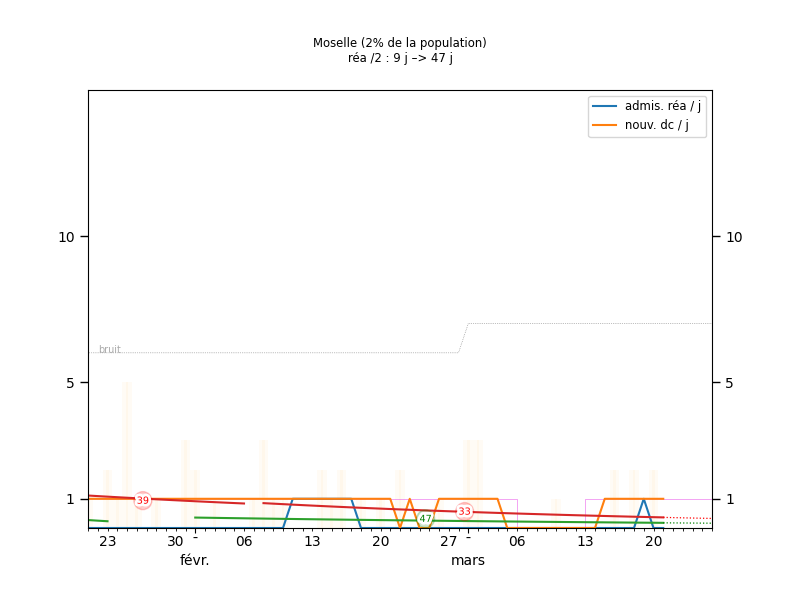 Moselle (2% de la population)
réa /2 : 9 j –> 47 j
admis. réa / j
nouv. dc / j
10
10
bruit
5
5
39
33
47
1
1
23
30
-
06
13
20
27
-
06
13
20
févr.
mars